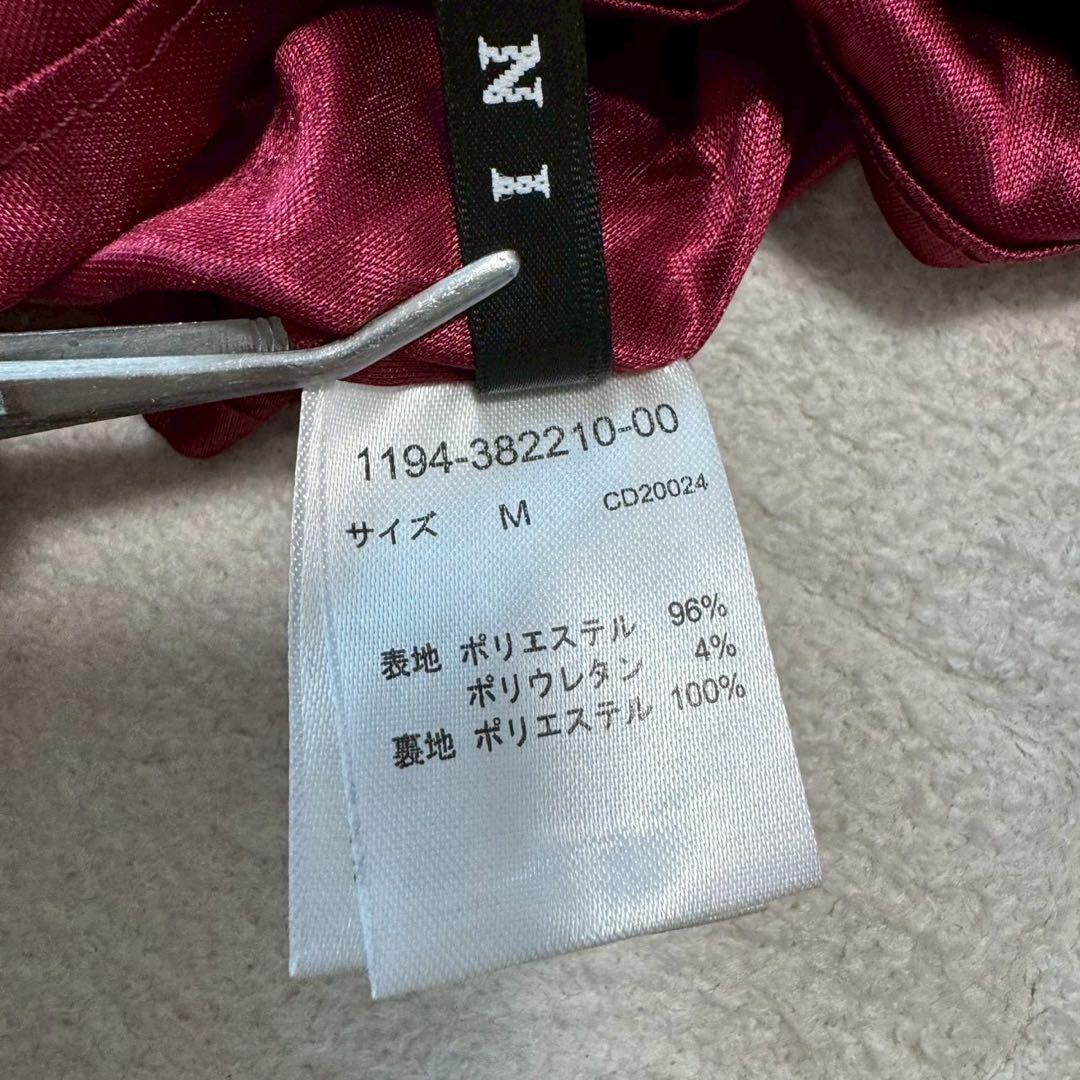 N I
1194-382210-00
サイズ M CD20024
表地 ポリエステル 96%
ポリウレタン 4%
裏地 ポリエステル 100%